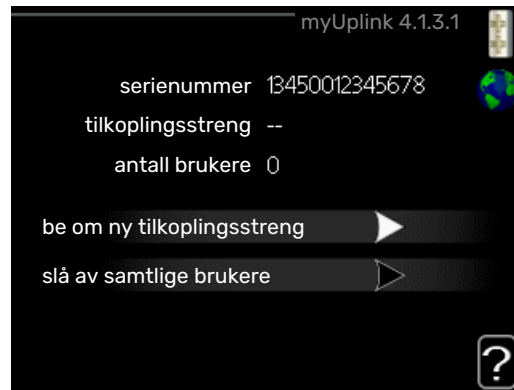 myUplink 4.1.3.1
serienummer 13450012345678
tilkoplingsstreng --
antall brukere 0
be om ny tilkoplingsstreng
slå av samtlige brukere
?